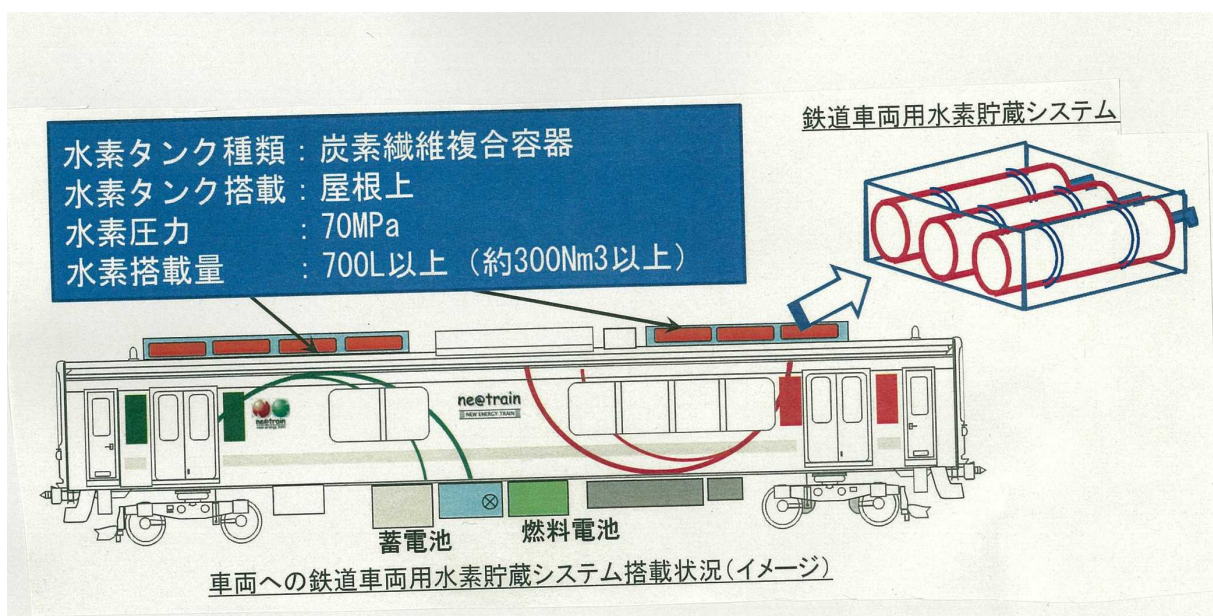 鉄道車両用水素貯蔵システム
水素タンク種類：炭素繊維複合容器
水素タンク搭載：屋根上
水素圧力　　　：70MPa
水素搭載量　　：700L以上（約300Nm3以上）
ne@train
NEW ENERGY TRAIN
ne@train
蓄電池
燃料電池
車両への鉄道車両用水素貯蔵システム搭載状況(イメージ)